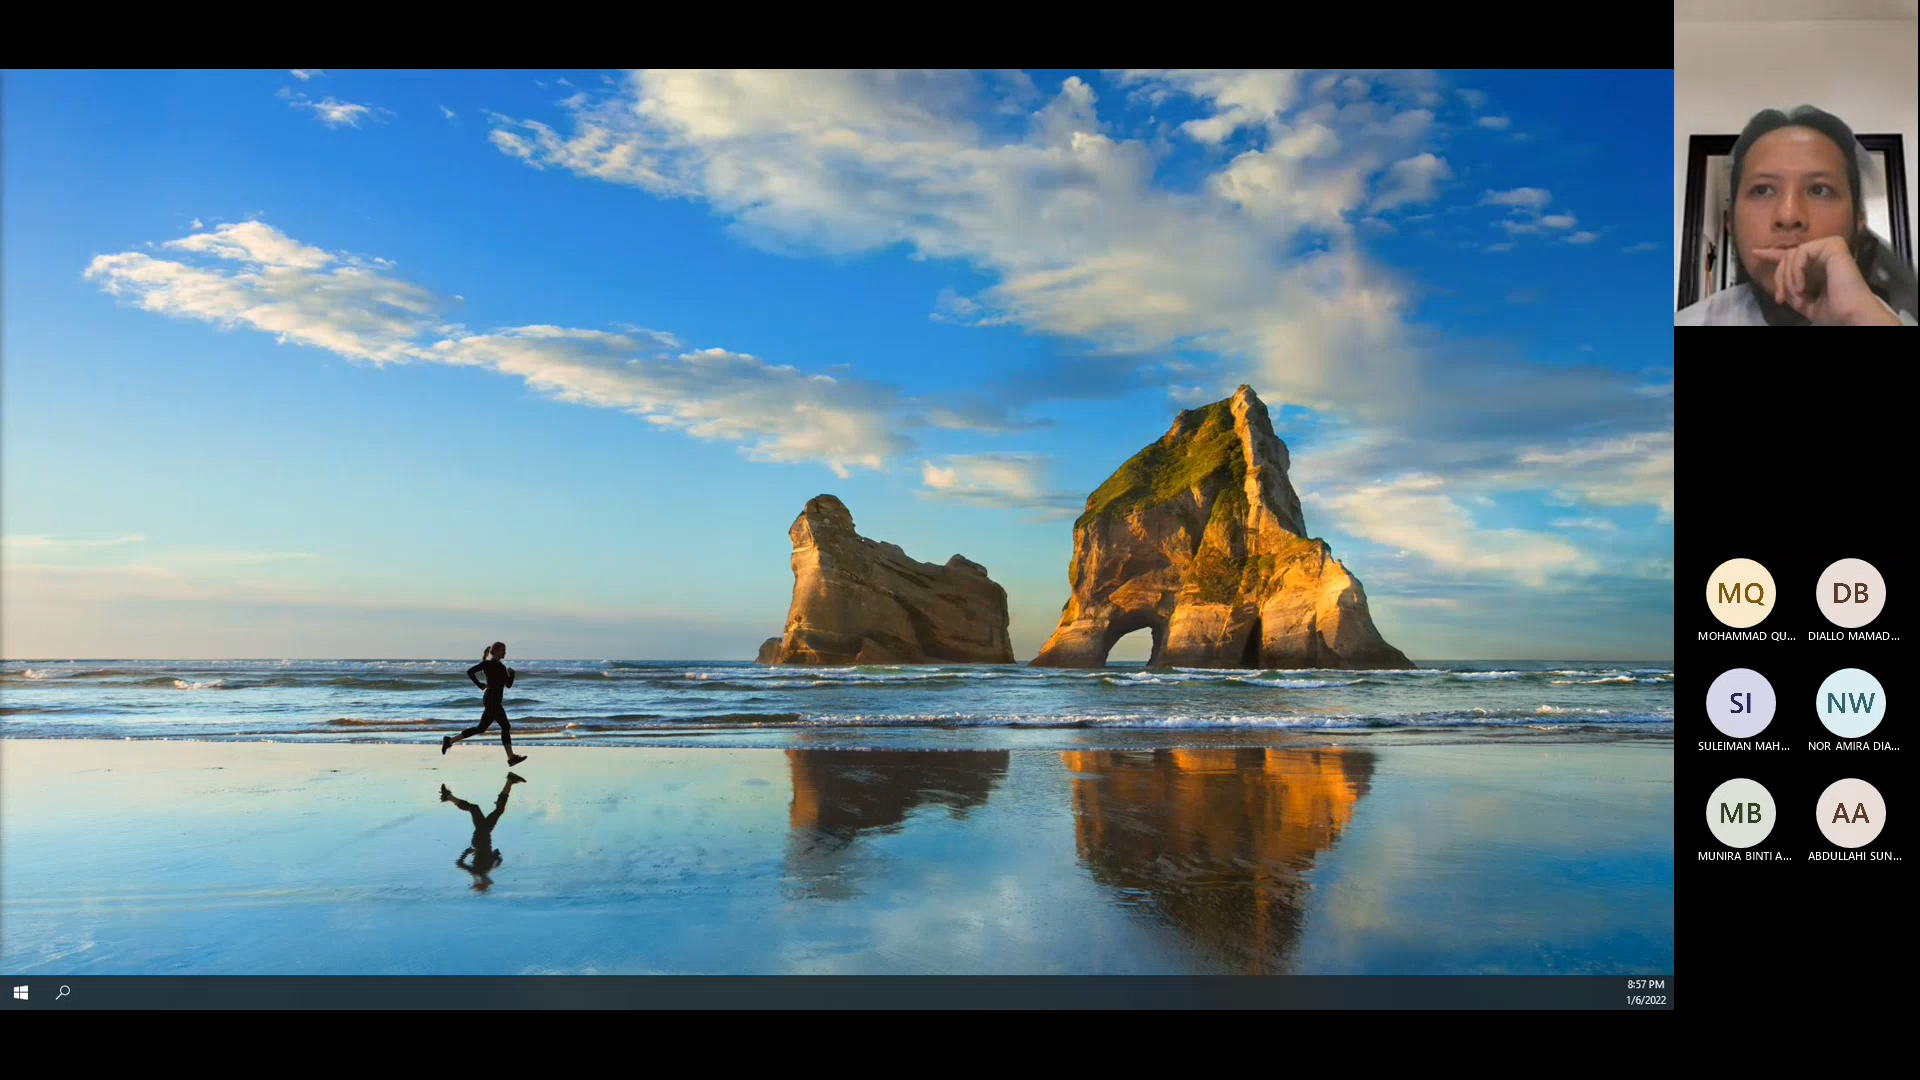 MQ
DB
MOHAMMAD QU...
DIALLO MAMAD...
SI
NW
SULEIMAN MAH...
NOR AMIRA DIA...
MB
AA
MUNIRA BINTI A...
ABDULLAHI SUN...
8:57 PM
1/6/2022